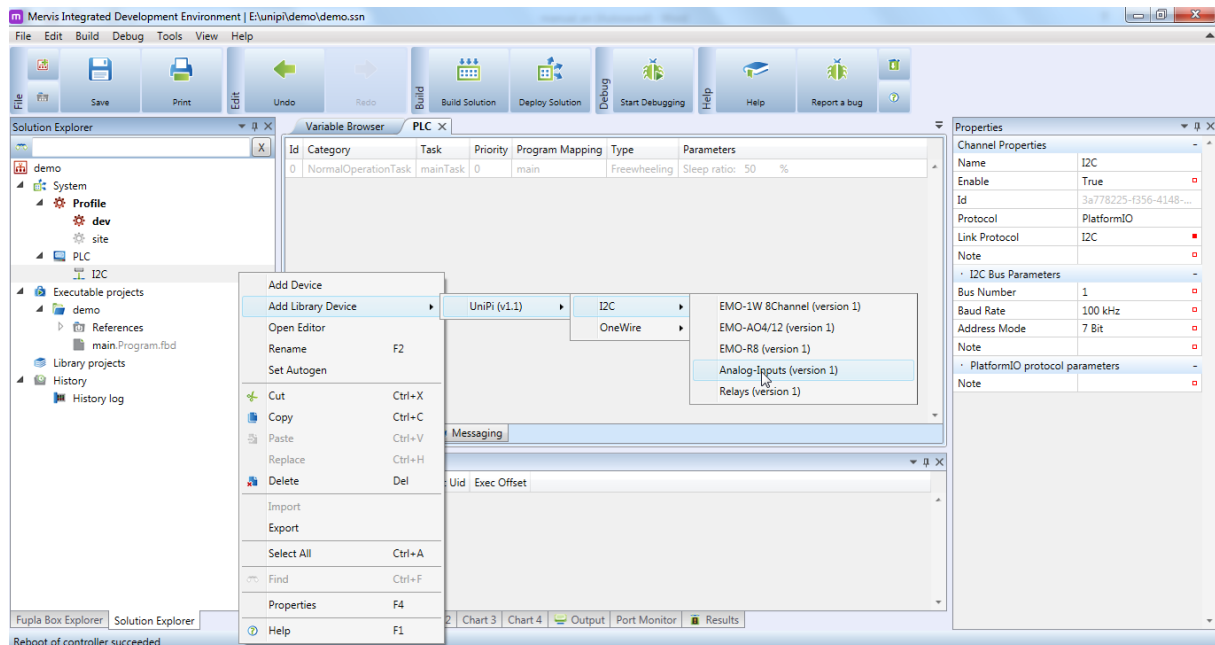 Mervis Integrated Development Environment | E:\unipi\demo\demo.ssn
File Edit Build Debug Tools View Help
File Save Print Edit Undo Redo Build Build Solution Deploy Solution Debug Start Debugging Help Help Report a bug
Solution Explorer
X
demo
System
Profile
dev
site
PLC
I2C
Executable projects
demo
References
main.Program.fbd
Library projects
History
History log
Fupla Box Explorer Solution Explorer
Variable Browser PLC
Id Category Task Priority Program Mapping Type Parameters
0 NormalOperationTask mainTask 0 main Freewheeling Sleep ratio: 50 %
Add Device
Add Library Device
Open Editor
Rename F2
Set Autogen
Cut Ctrl+X
Copy Ctrl+C
Paste Ctrl+V
Replace Ctrl+H
Delete Del
Import
Export
Select All Ctrl+A
Find Ctrl+F
Properties F4
Help F1
UniPi (v1.1)
I2C
OneWire
EMO-1W 8Channel (version 1)
EMO-AO4/12 (version 1)
EMO-R8 (version 1)
Analog-Inputs (version 1)
Relays (version 1)
Messaging
Uid Exec Offset
2 Chart 3 Chart 4 Output Port Monitor Results
Properties
Channel Properties
Name I2C
Enable True
Id 3a778225-f356-4148-...
Protocol PlatformIO
Link Protocol I2C
Note
I2C Bus Parameters
Bus Number 1
Baud Rate 100 kHz
Address Mode 7 Bit
Note
PlatformIO protocol parameters
Note
Reboot of controller succeeded